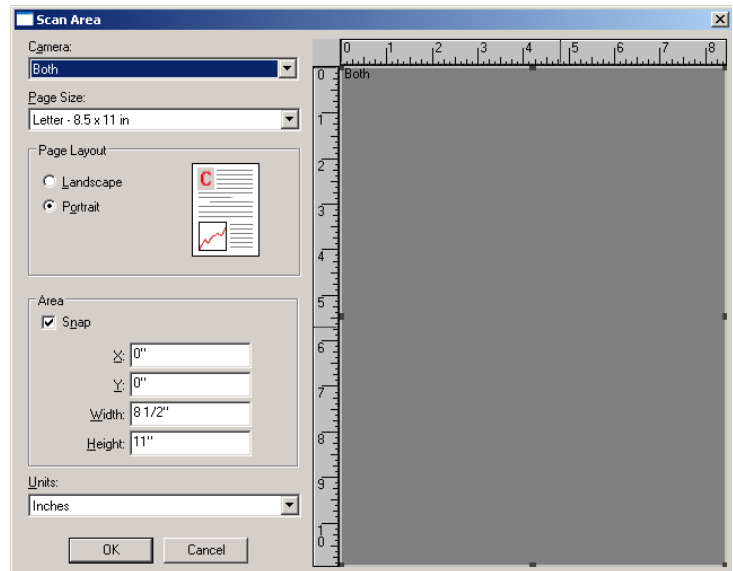 Scan Area
Camera:
Both
Page Size:
Letter - 8.5 x 11 in
Page Layout
Landscape
Portrait
C
Area
Snap
X: 0"
Y: 0"
Width: 8 1/2"
Height: 11"
Units:
Inches
OK Cancel
0 1 2 3 4 5 6 7 8
0
Both
1
2
3
4
5
6
7
8
9
10